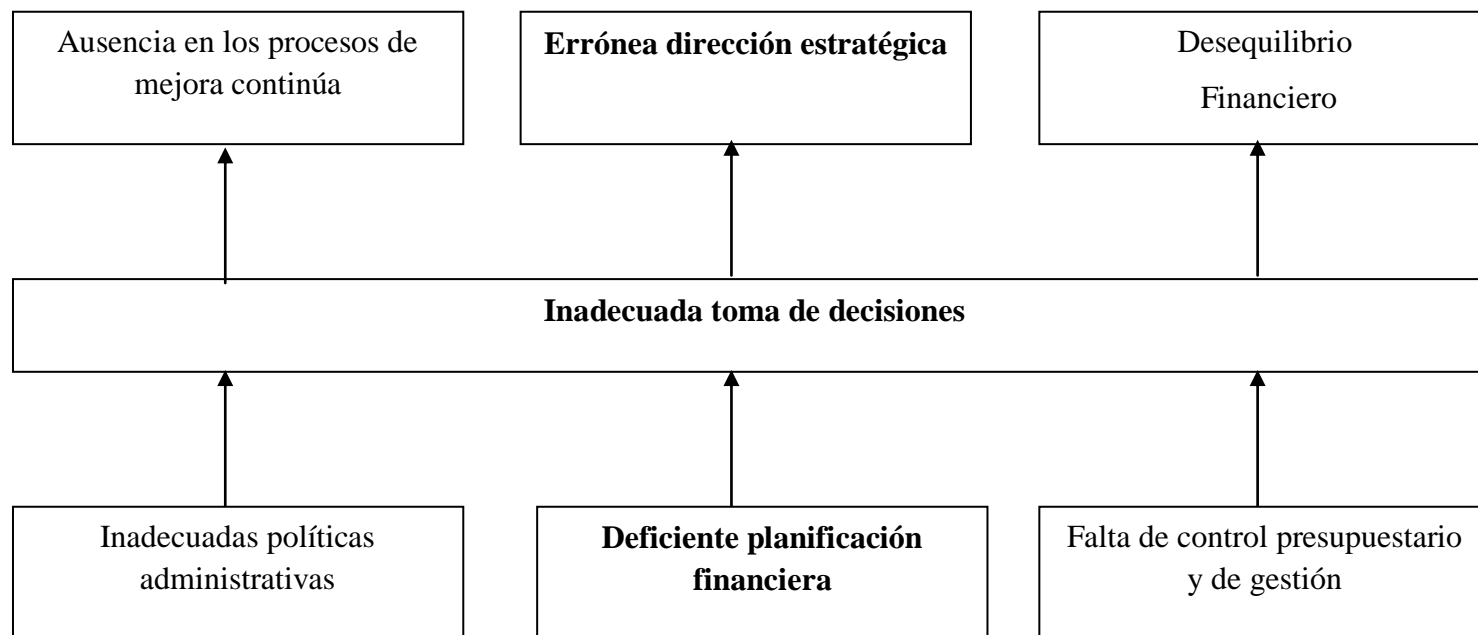 Ausencia en los procesos de
mejora continúa
Errónea dirección estratégica
Desequilibrio
Financiero
Inadecuada toma de decisiones
Inadecuadas políticas
administrativas
Deficiente planificación
financiera
Falta de control presupuestario
y de gestión